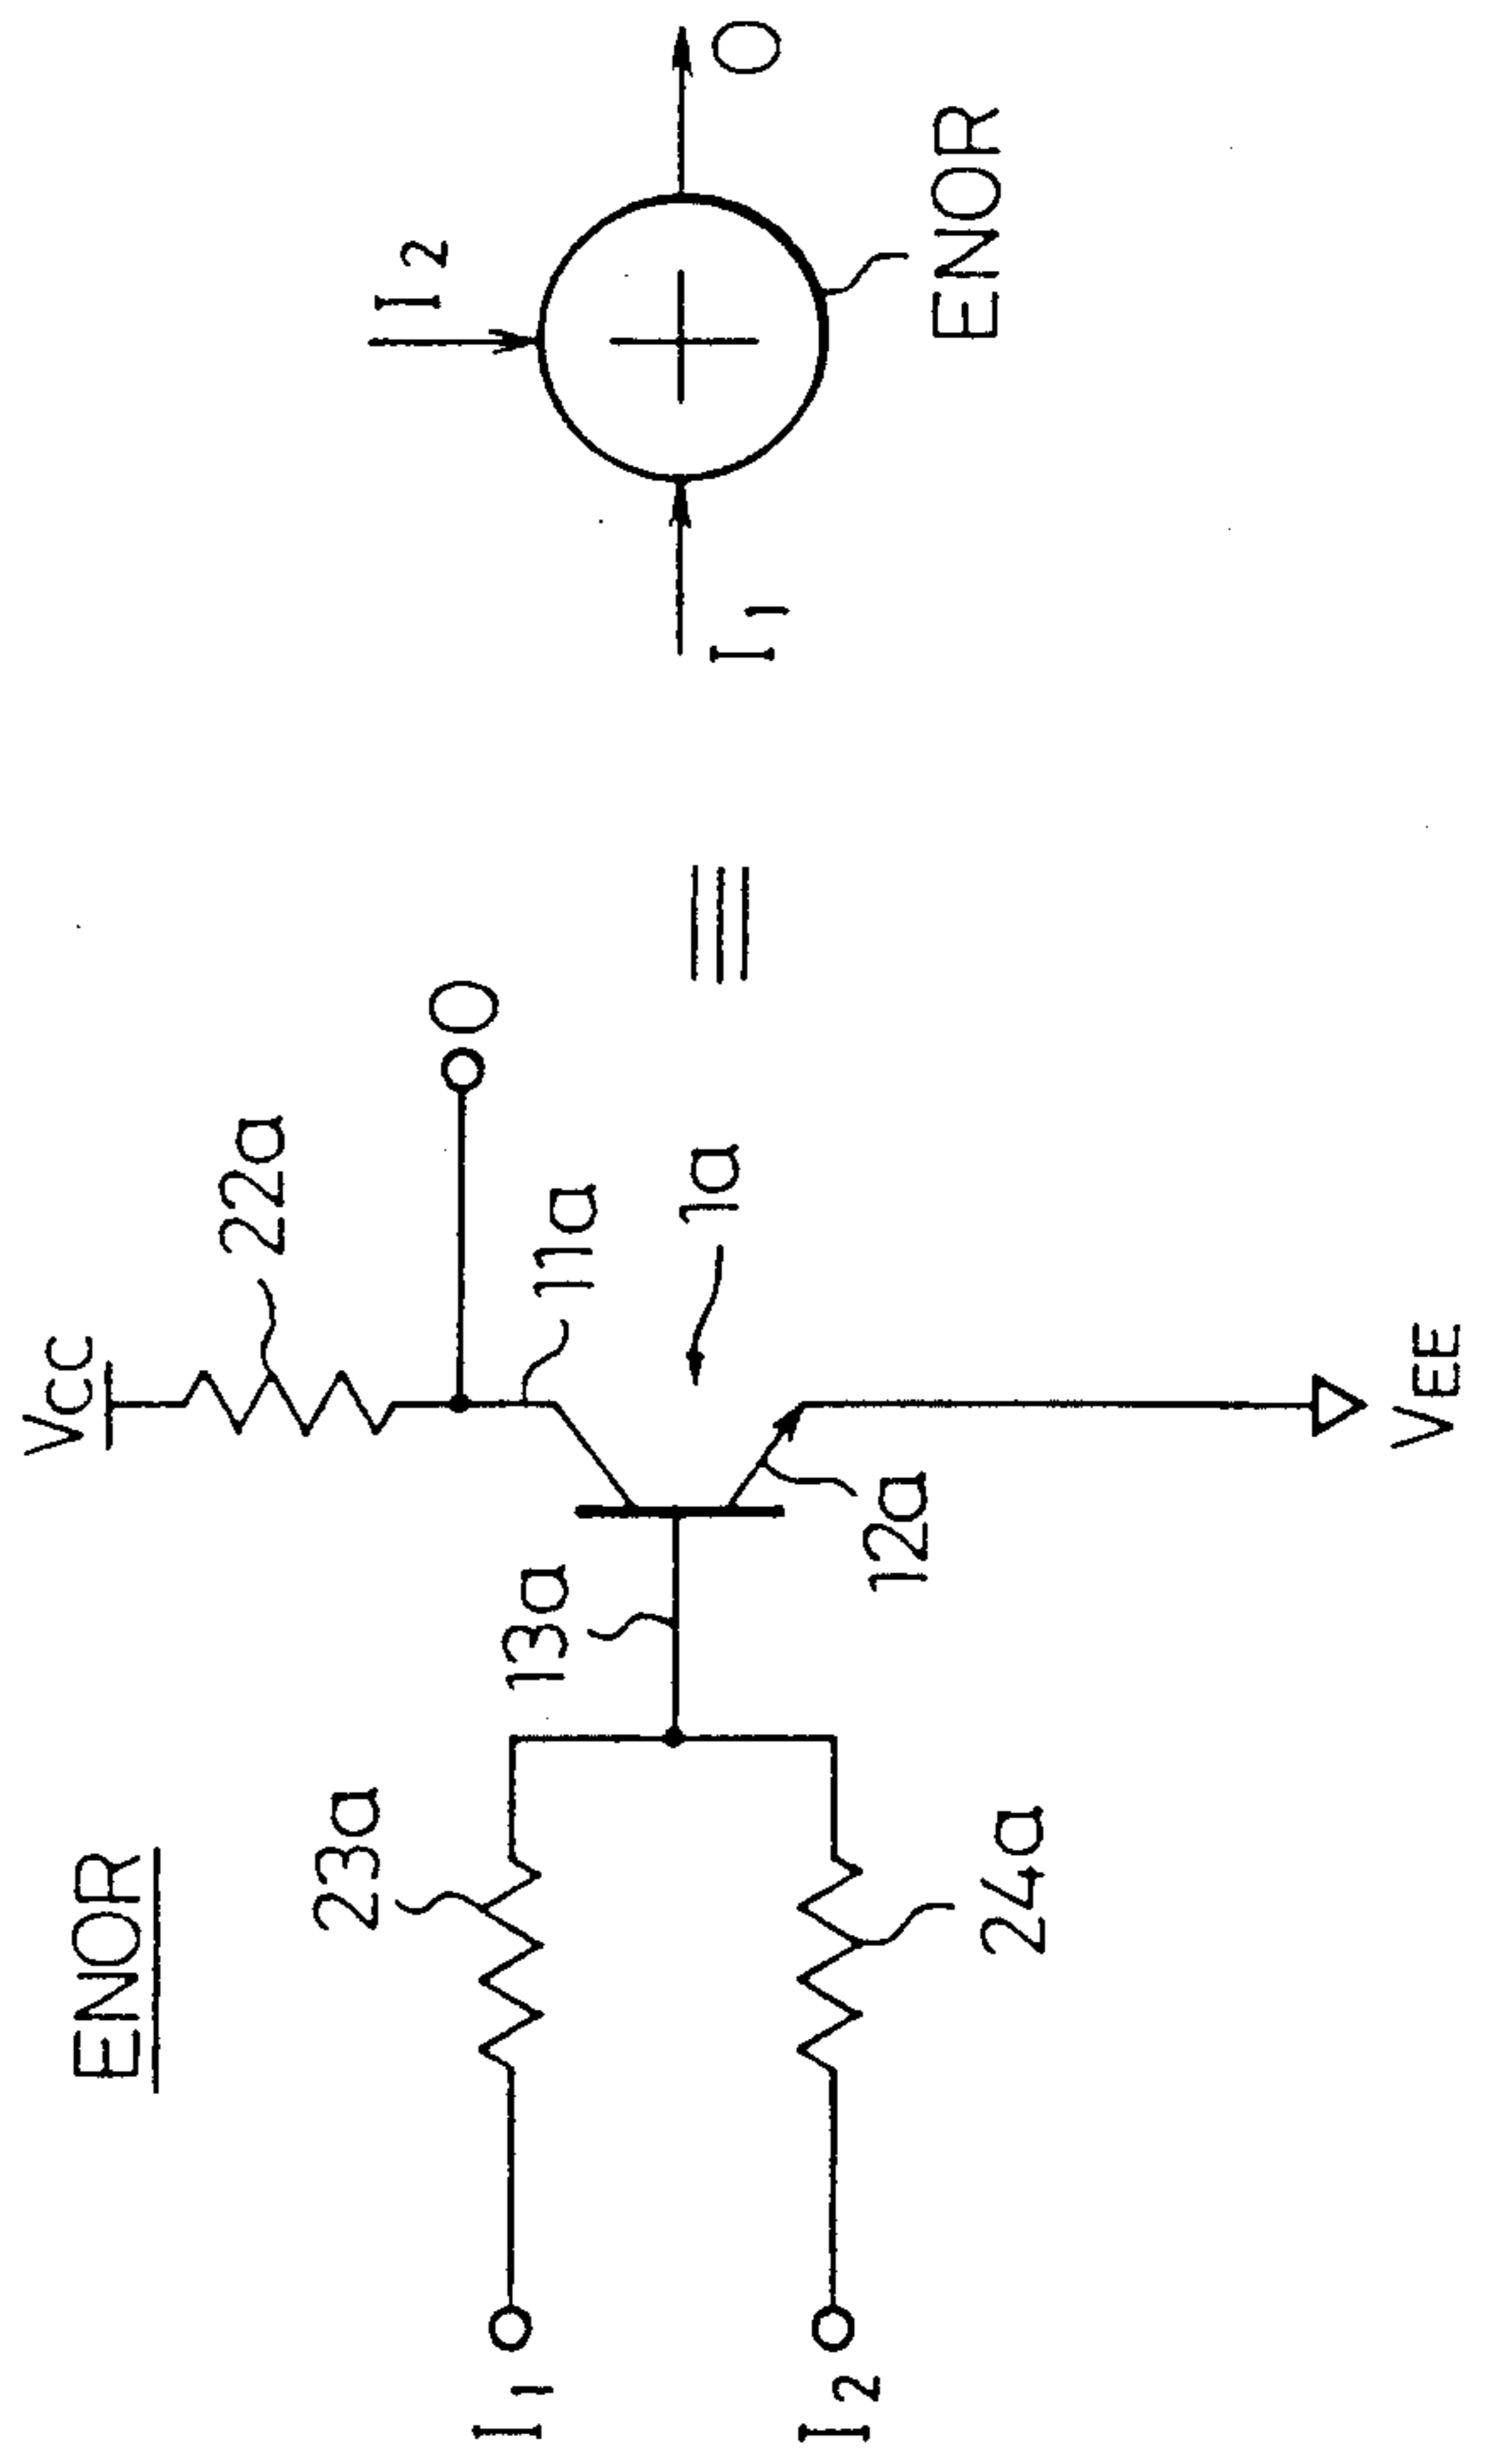 ENOR
VCC
22a
O
11a
1a
13a
12a
23a
24a
I1
I2
VEE
≡
I2
I1
O
ENOR